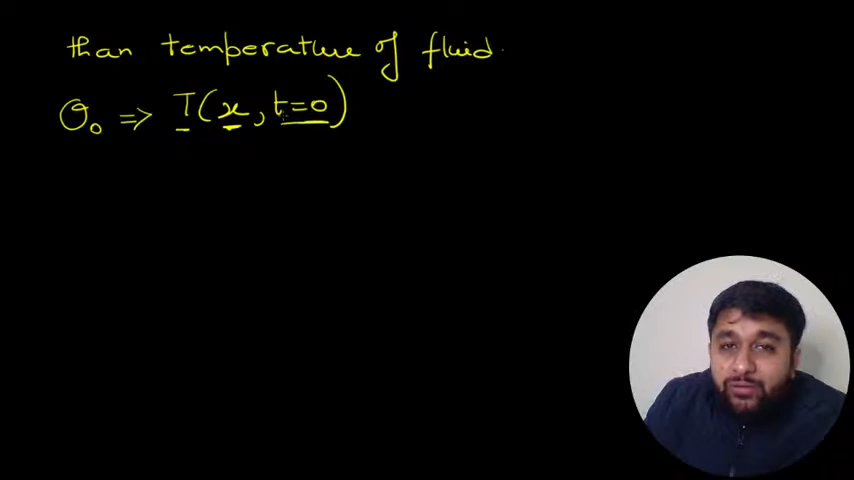 than temperature of fluid.
θ₀ ⇒ T(x, t=0)